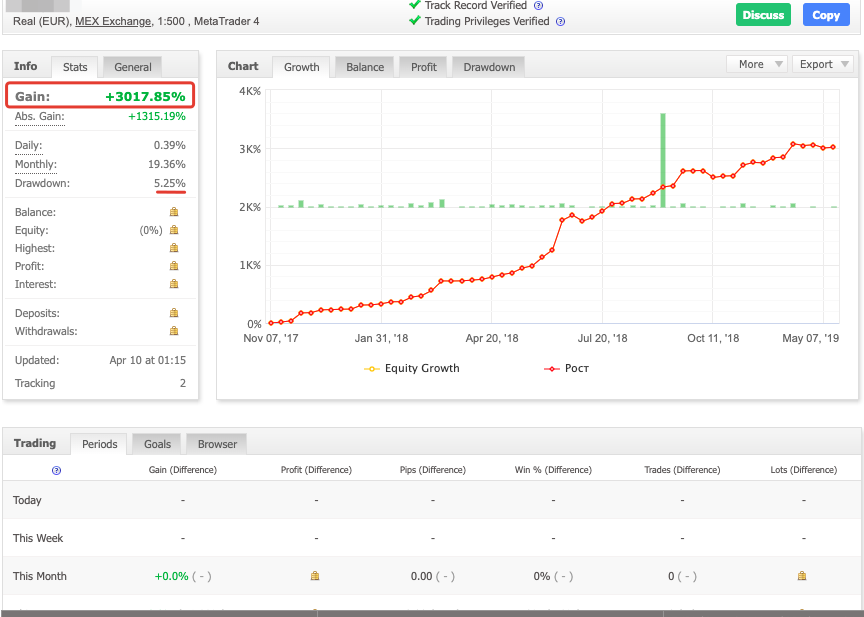 Track Record Verified
Real (EUR), MEX Exchange, 1:500 , MetaTrader 4
Trading Privileges Verified
Discuss
Copy
Info Stats General
Gain: +3017.85%
Abs. Gain: +1315.19%
Daily: 0.39%
Monthly: 19.36%
Drawdown: 5.25%
Balance:
Equity: (0%)
Highest:
Profit:
Interest:
Deposits:
Withdrawals:
Updated: Apr 10 at 01:15
Tracking 2
Chart Growth Balance Profit Drawdown More Export
4K%
3K%
2K%
1K%
0%
Nov 07, '17 Jan 31, '18 Apr 20, '18 Jul 20, '18 Oct 11, '18 May 07, '19
Equity Growth Рост
Trading Periods Goals Browser
Gain (Difference) Profit (Difference) Pips (Difference) Win % (Difference) Trades (Difference) Lots (Difference)
Today - - - - - -
This Week - - - - - -
This Month +0.0% ( - ) 0.00 ( - ) 0% ( - ) 0 ( - )